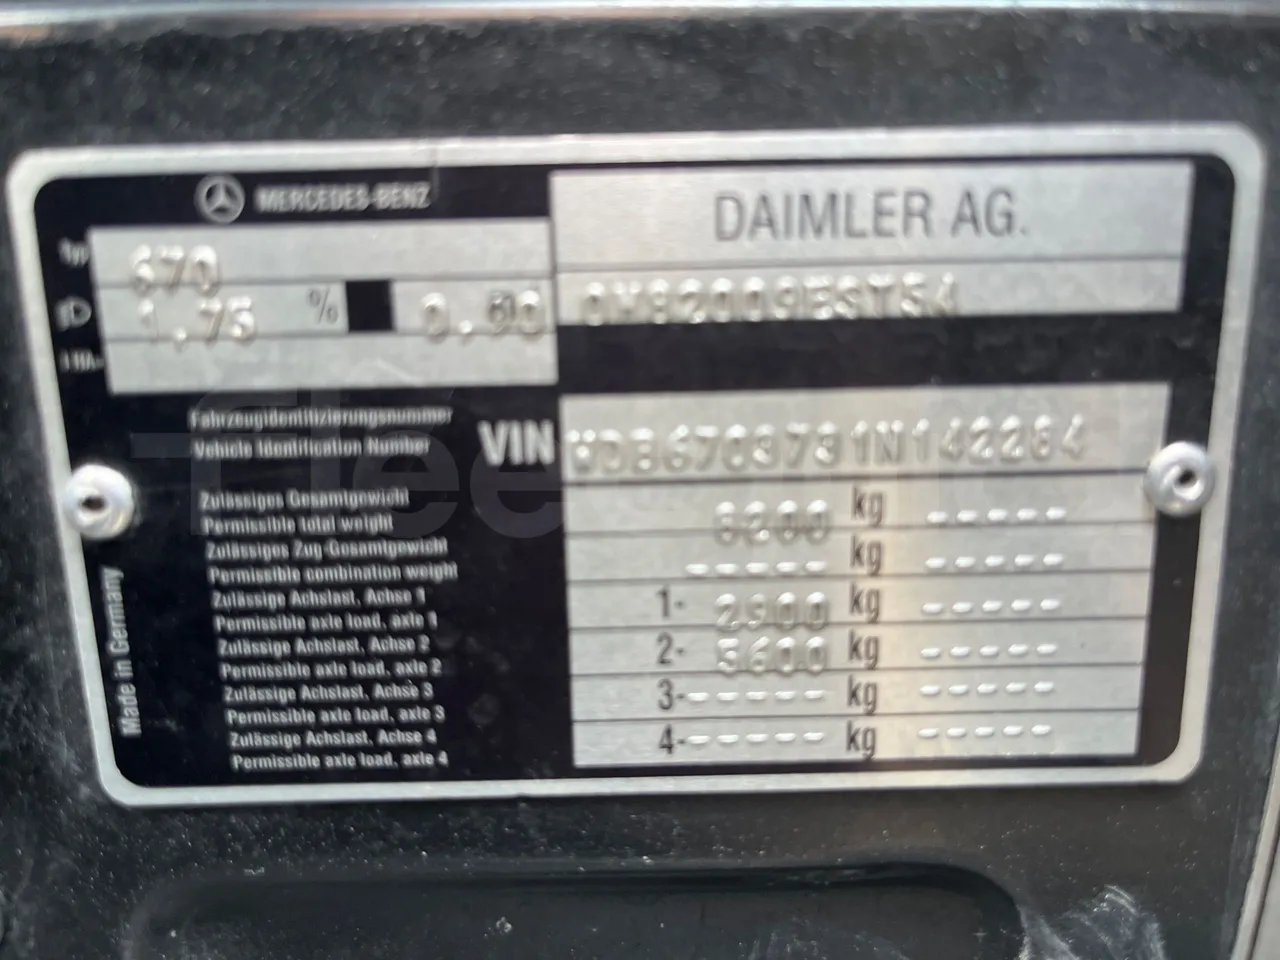 MERCEDES-BENZ
DAIMLER AG.
Typ 670
1.75 % 0.90
Fahrzeugidentifizierungsnummer
Vehicle Identification Number
VIN
Zulässiges Gesamtgewicht
Permissible total weight
8200 kg -----
Zulässiges Zug-Gesamtgewicht
Permissible combination weight
----- kg -----
Zulässige Achslast, Achse 1
Permissible axle load, axle 1
1- 2900 kg -----
Zulässige Achslast, Achse 2
Permissible axle load, axle 2
2- 5600 kg -----
Zulässige Achslast, Achse 3
Permissible axle load, axle 3
3- ----- kg -----
Zulässige Achslast, Achse 4
Permissible axle load, axle 4
4- ----- kg -----
Made in Germany